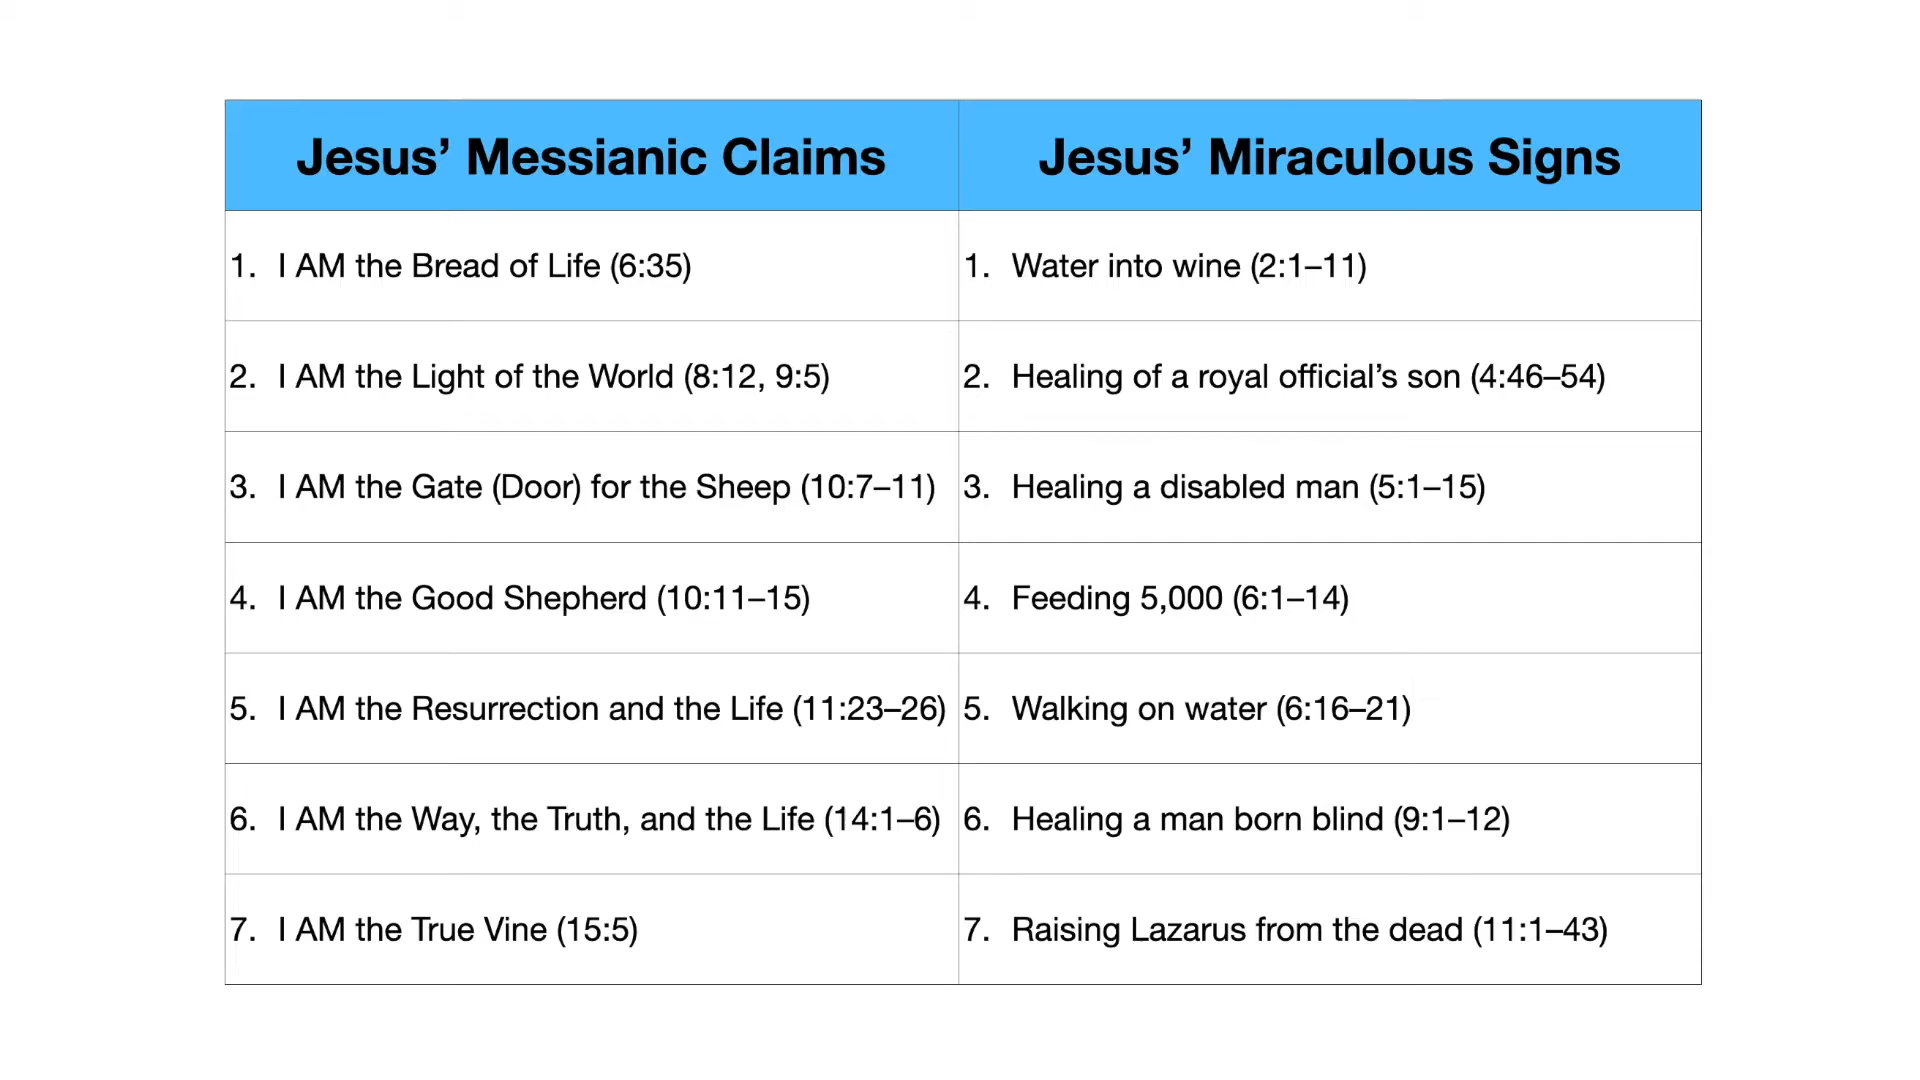 Jesus’ Messianic Claims
Jesus’ Miraculous Signs
1. I AM the Bread of Life (6:35)
1. Water into wine (2:1–11)
2. I AM the Light of the World (8:12, 9:5)
2. Healing of a royal official’s son (4:46–54)
3. I AM the Gate (Door) for the Sheep (10:7–11)
3. Healing a disabled man (5:1–15)
4. I AM the Good Shepherd (10:11–15)
4. Feeding 5,000 (6:1–14)
5. I AM the Resurrection and the Life (11:23–26)
5. Walking on water (6:16–21)
6. I AM the Way, the Truth, and the Life (14:1–6)
6. Healing a man born blind (9:1–12)
7. I AM the True Vine (15:5)
7. Raising Lazarus from the dead (11:1–43)